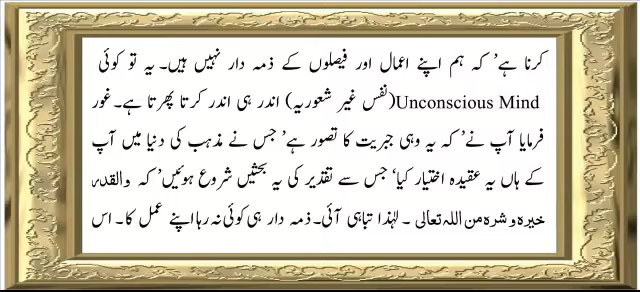 کرنا ہے‘ کہ ہم اپنے اعمال اور فیصلوں کے ذمہ دار نہیں ہیں۔ یہ تو کوئی
Unconscious Mind(نفس غیر شعوریہ) اندر ہی اندر کرتا پھرتا ہے۔ غور
فرمایا آپ نے‘ کہ یہ وہی جبریت کا تصور ہے‘ جس نے مذہب کی دنیا میں آپ
کے ہاں یہ عقیدہ اختیار کیا‘ جس سے تقدیر کی یہ بحثیں شروع ہوئیں‘ کہ والقدر
خیرہ و شرہ من اللہ تعالی ۔ لہٰذا تباہی آئی۔ ذمہ دار ہی کوئی نہ رہا اپنے عمل کا۔ اس